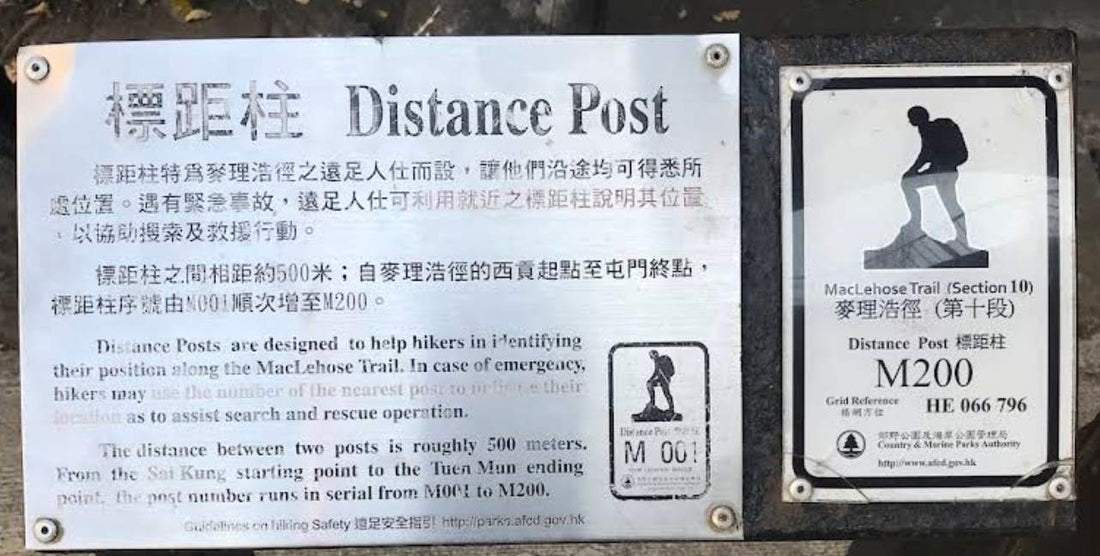 標距柱 Distance Post
標距柱特為麥理浩徑之遠足人仕而設，讓他們沿途均可得悉所
處位置。遇有緊急事故，遠足人仕可利用就近之標距柱說明其位置
、以協助搜索及救援行動。
標距柱之間相距約500米；自麥理浩徑的西貢起點至屯門終點，
標距柱序號由M001順次增至M200。
Distance Posts are designed to help hikers in identifying
their position along the MacLehose Trail. In case of emergency,
hikers may use the number of the nearest post to their
location as to assist search and rescue operation.
The distance between two posts is roughly 500 meters.
From the Sai Kung starting point to the Tuen Mun ending
point, the post number runs in serial from M001 to M200.
Guidelines on hiking Safety 遠足安全指引 http://parks.afcd.gov.hk
Distance Post 標距柱
M 001
MacLehose Trail (Section 10)
麥理浩徑 (第十段)
Distance Post 標距柱
M200
Grid Reference HE 066 796
格網方位
郊野公園及海岸公園管理局
Country & Marine Parks Authority
http://www.afcd.gov.hk